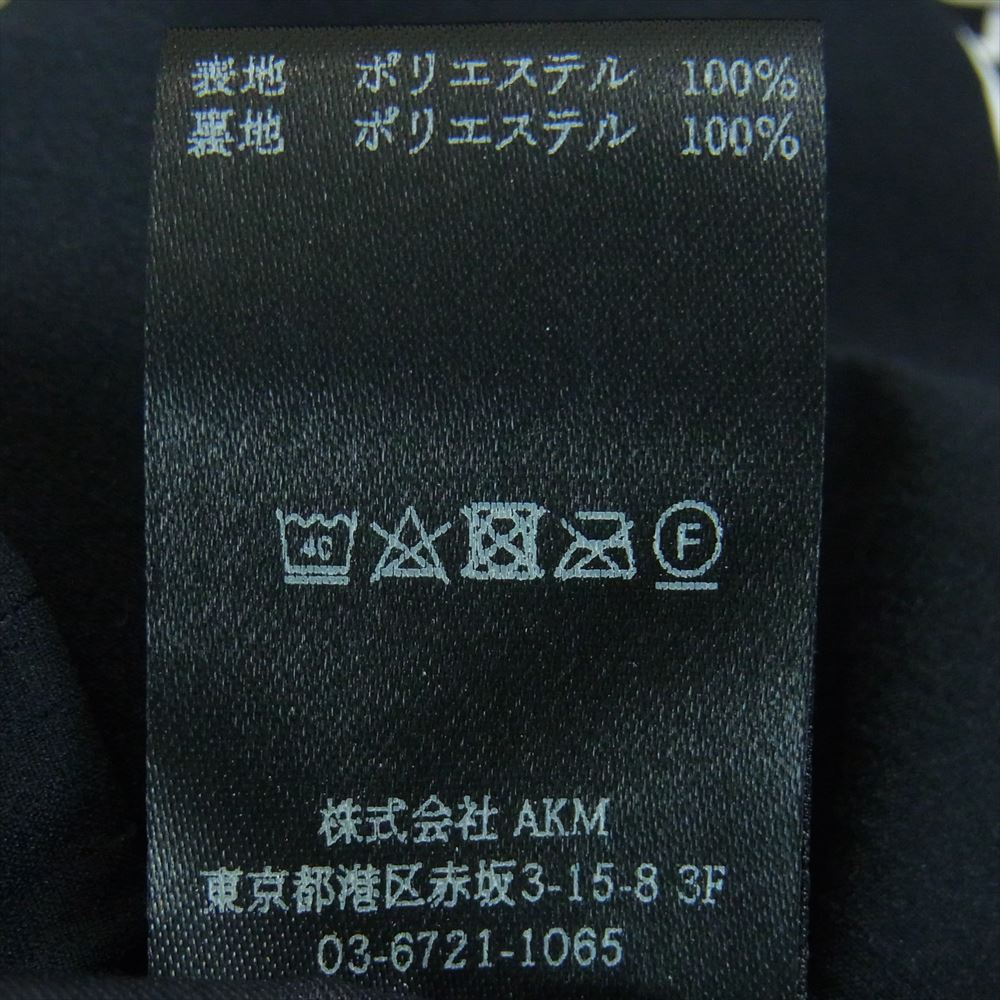 表地 ポリエステル 100%
裏地 ポリエステル 100%
40 F
株式会社 AKM
東京都港区赤坂3-15-8 3F
03-6721-1065